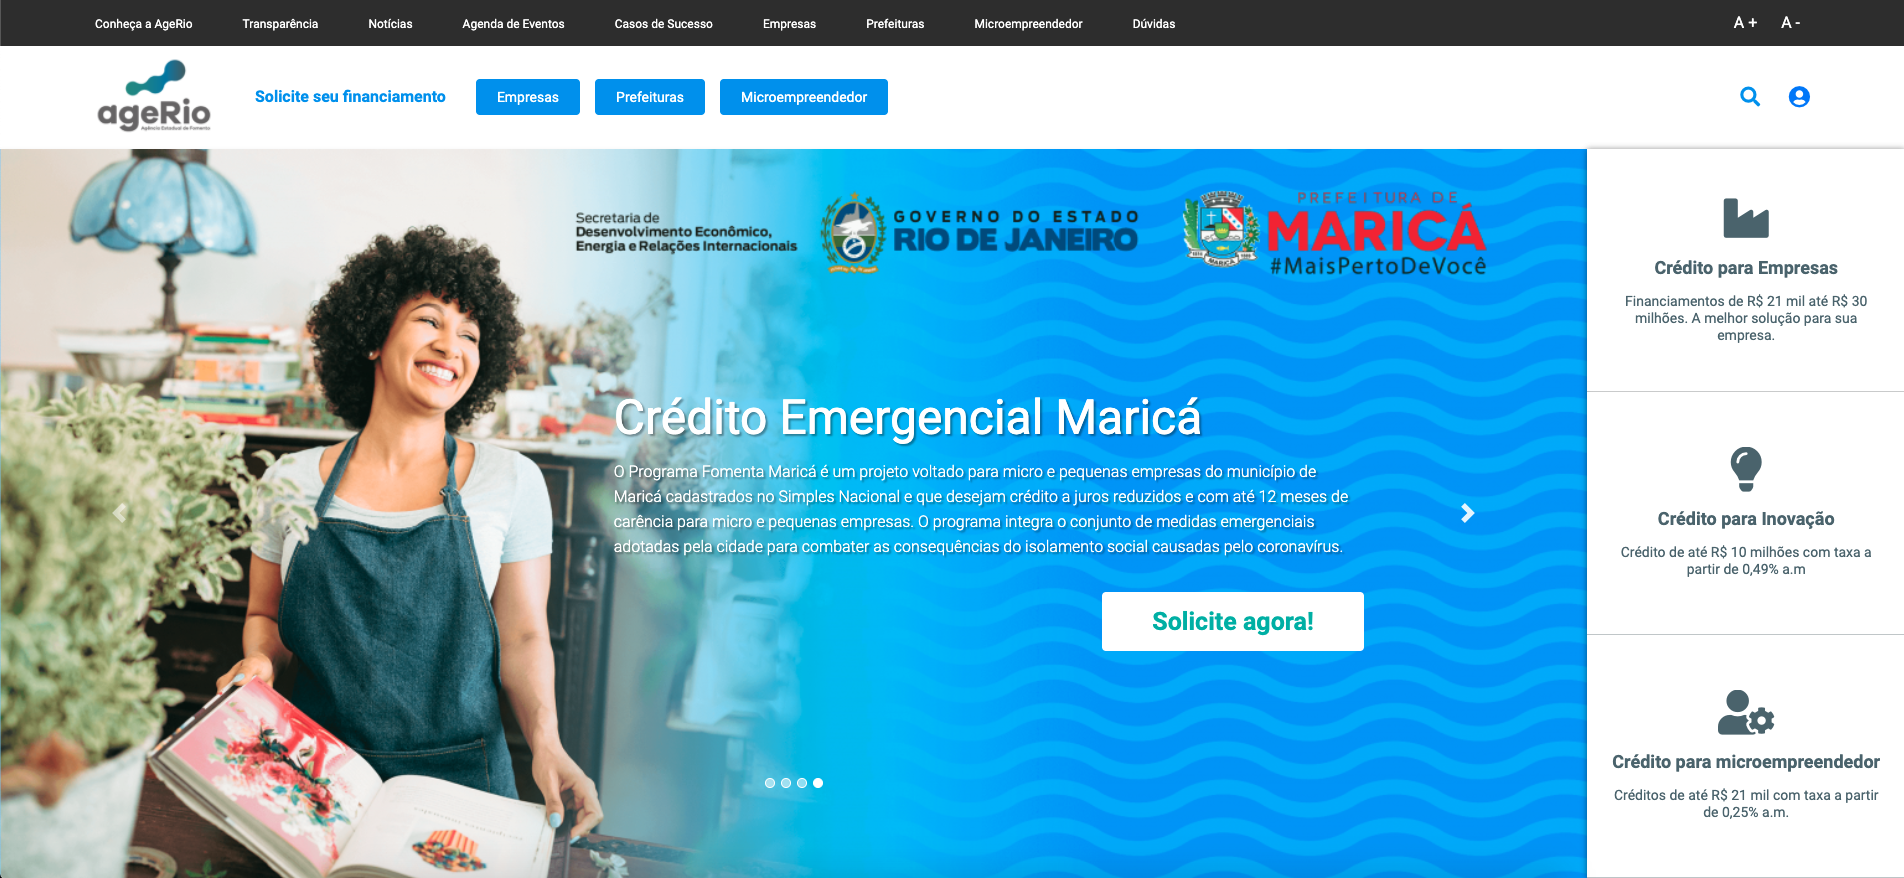 Conheça a AgeRio
Transparência
Notícias
Agenda de Eventos
Casos de Sucesso
Empresas
Prefeituras
Microempreendedor
Dúvidas
A +
A -
ageRio
Agência Estadual de Fomento
Solicite seu financiamento
Empresas
Prefeituras
Microempreendedor
Secretaria de
Desenvolvimento Econômico,
Energia e Relações Internacionais
GOVERNO DO ESTADO
RIO DE JANEIRO
PREFEITURA DE
MARICÁ
#MaisPertoDeVocê
MARICÁ
Crédito Emergencial Maricá
O Programa Fomenta Maricá é um projeto voltado para micro e pequenas empresas do município de
Maricá cadastrados no Simples Nacional e que desejam crédito a juros reduzidos e com até 12 meses de
carência para micro e pequenas empresas. O programa integra o conjunto de medidas emergenciais
adotadas pela cidade para combater as consequências do isolamento social causadas pelo coronavírus.
Solicite agora!
Crédito para Empresas
Financiamentos de R$ 21 mil até R$ 30
milhões. A melhor solução para sua
empresa.
Crédito para Inovação
Crédito de até R$ 10 milhões com taxa a
partir de 0,49% a.m
Crédito para microempreendedor
Créditos de até R$ 21 mil com taxa a partir
de 0,25% a.m.